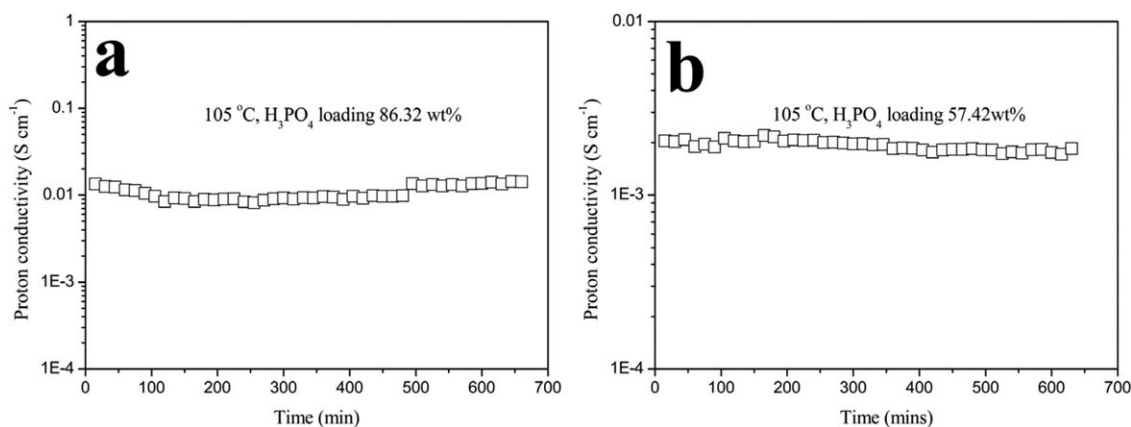 a
105 °C, H₃PO₄ loading 86.32 wt%
Proton conductivity (S cm⁻¹)
1
0.1
0.01
1E-3
1E-4
0 100 200 300 400 500 600 700
Time (min)
b
105 °C, H₃PO₄ loading 57.42wt%
Proton conductivity (S cm⁻¹)
0.01
1E-3
1E-4
0 100 200 300 400 500 600 700
Time (mins)